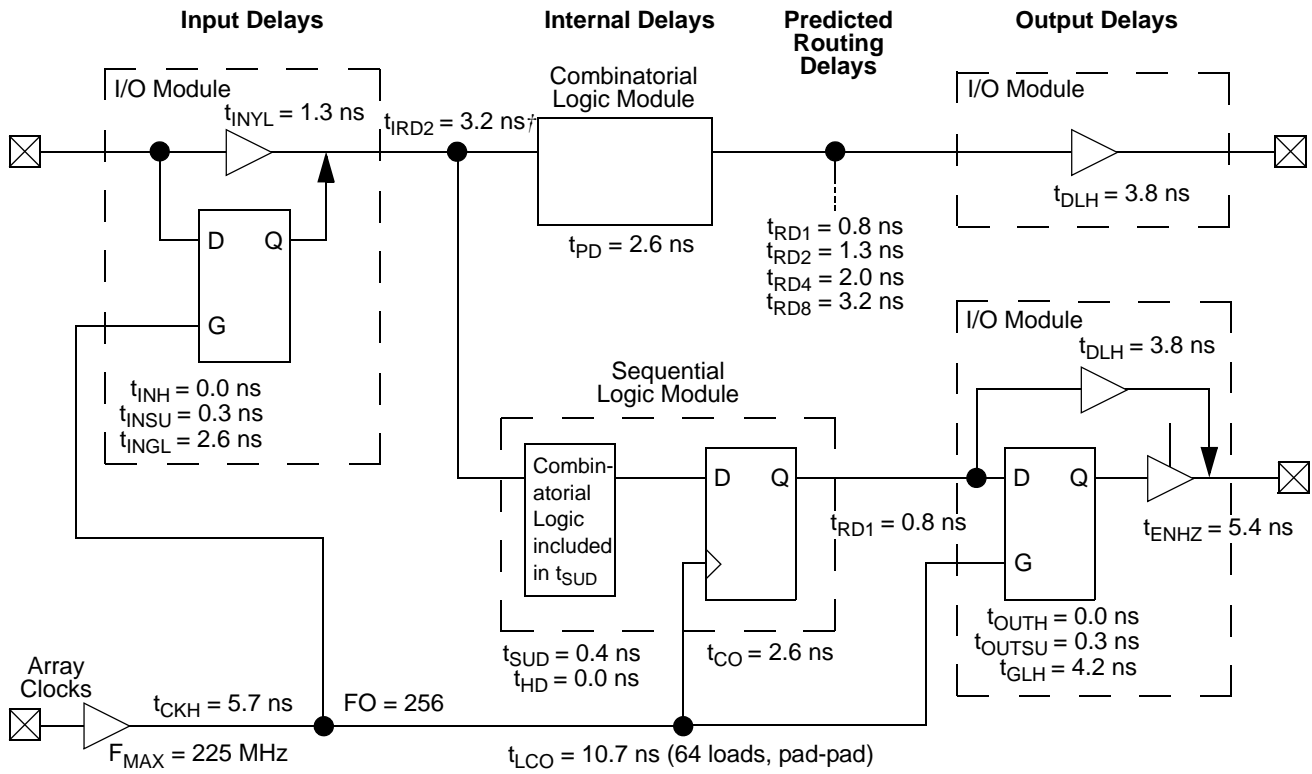 Input Delays
Internal Delays
Predicted
Routing
Delays
Output Delays
I/O Module
tINYL = 1.3 ns
tIRD2 = 3.2 ns†
Combinatorial
Logic Module
I/O Module
D Q
G
tDLH = 3.8 ns
tPD = 2.6 ns
tRD1 = 0.8 ns
tRD2 = 1.3 ns
tRD4 = 2.0 ns
tRD8 = 3.2 ns
I/O Module
tDLH = 3.8 ns
tINH = 0.0 ns
tINSU = 0.3 ns
tINGL = 2.6 ns
Sequential
Logic Module
Combin-
atorial
Logic
included
in tSUD
D Q
tRD1 = 0.8 ns
D Q
G
tENHZ = 5.4 ns
tSUD = 0.4 ns
tHD = 0.0 ns
tCO = 2.6 ns
tOUTH = 0.0 ns
tOUTSU = 0.3 ns
tGLH = 4.2 ns
Array
Clocks
tCKH = 5.7 ns
FO = 256
FMAX = 225 MHz
tLCO = 10.7 ns (64 loads, pad-pad)